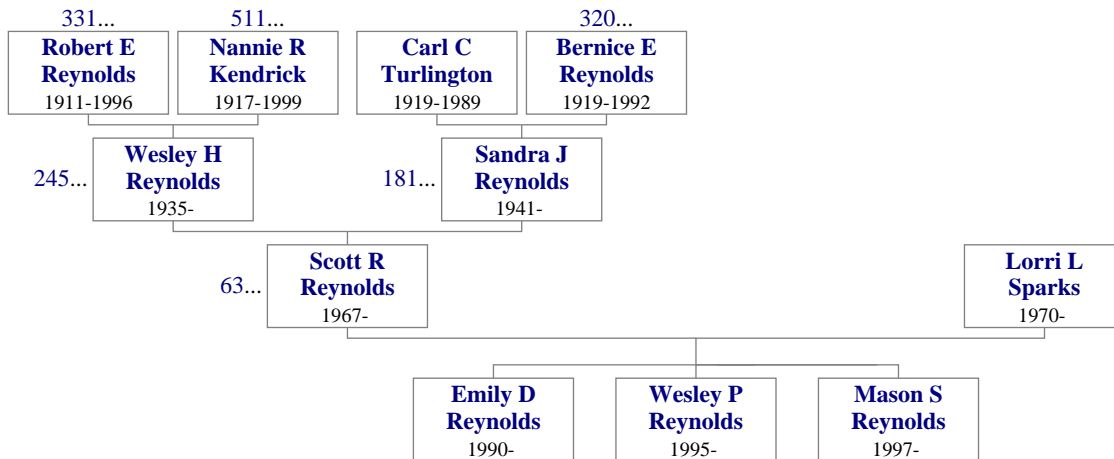 331...
511...
320...
Robert E
Reynolds
1911-1996
Nannie R
Kendrick
1917-1999
Carl C
Turlington
1919-1989
Bernice E
Reynolds
1919-1992
245...
Wesley H
Reynolds
1935-
181...
Sandra J
Reynolds
1941-
63...
Scott R
Reynolds
1967-
Lorri L
Sparks
1970-
Emily D
Reynolds
1990-
Wesley P
Reynolds
1995-
Mason S
Reynolds
1997-